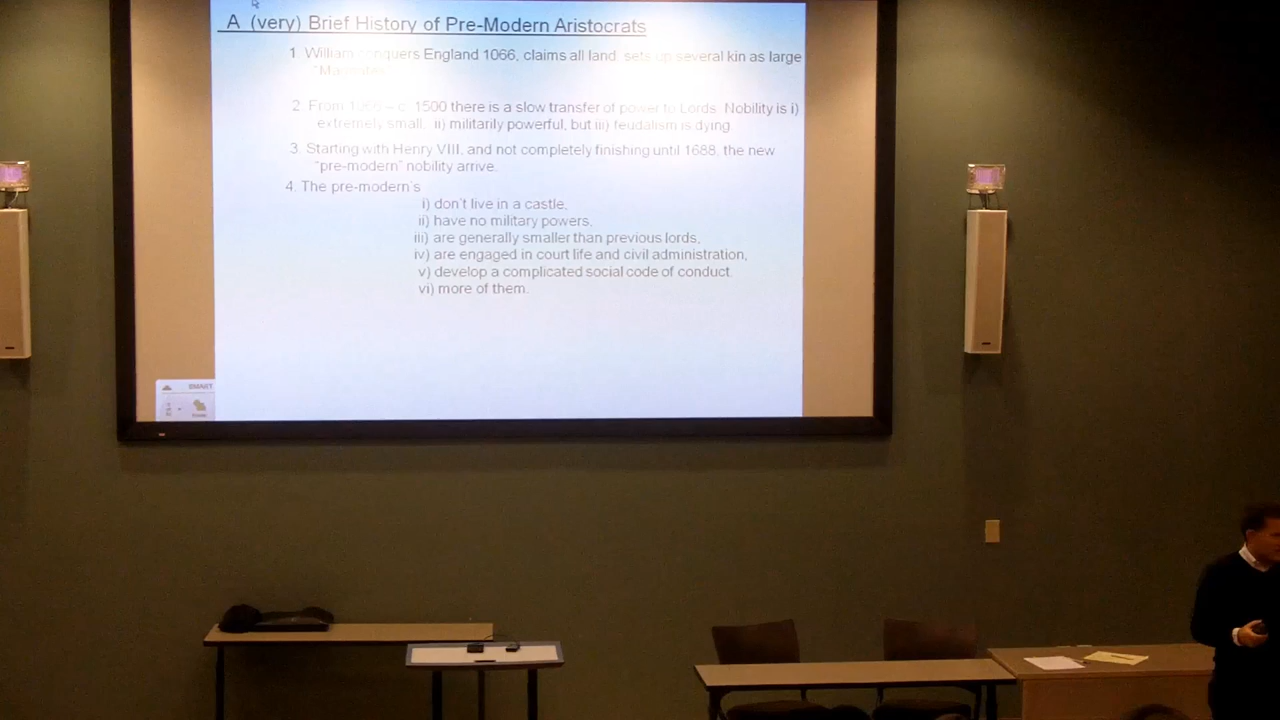 A (very) Brief History of Pre-Modern Aristocrats
1. William conquers England 1066, claims all land, sets up several kin as large
2. From 1066 – c. 1500 there is a slow transfer of power to Lords. Nobility is i)
extremely small, ii) militarily powerful, but iii) feudalism is dying
3. Starting with Henry VIII, and not completely finishing until 1688, the new
"pre-modern" nobility arrive.
4. The pre-modern's
i) don't live in a castle,
ii) have no military powers,
iii) are generally smaller than previous lords,
iv) are engaged in court life and civil administration,
v) develop a complicated social code of conduct.
vi) more of them.
SMART